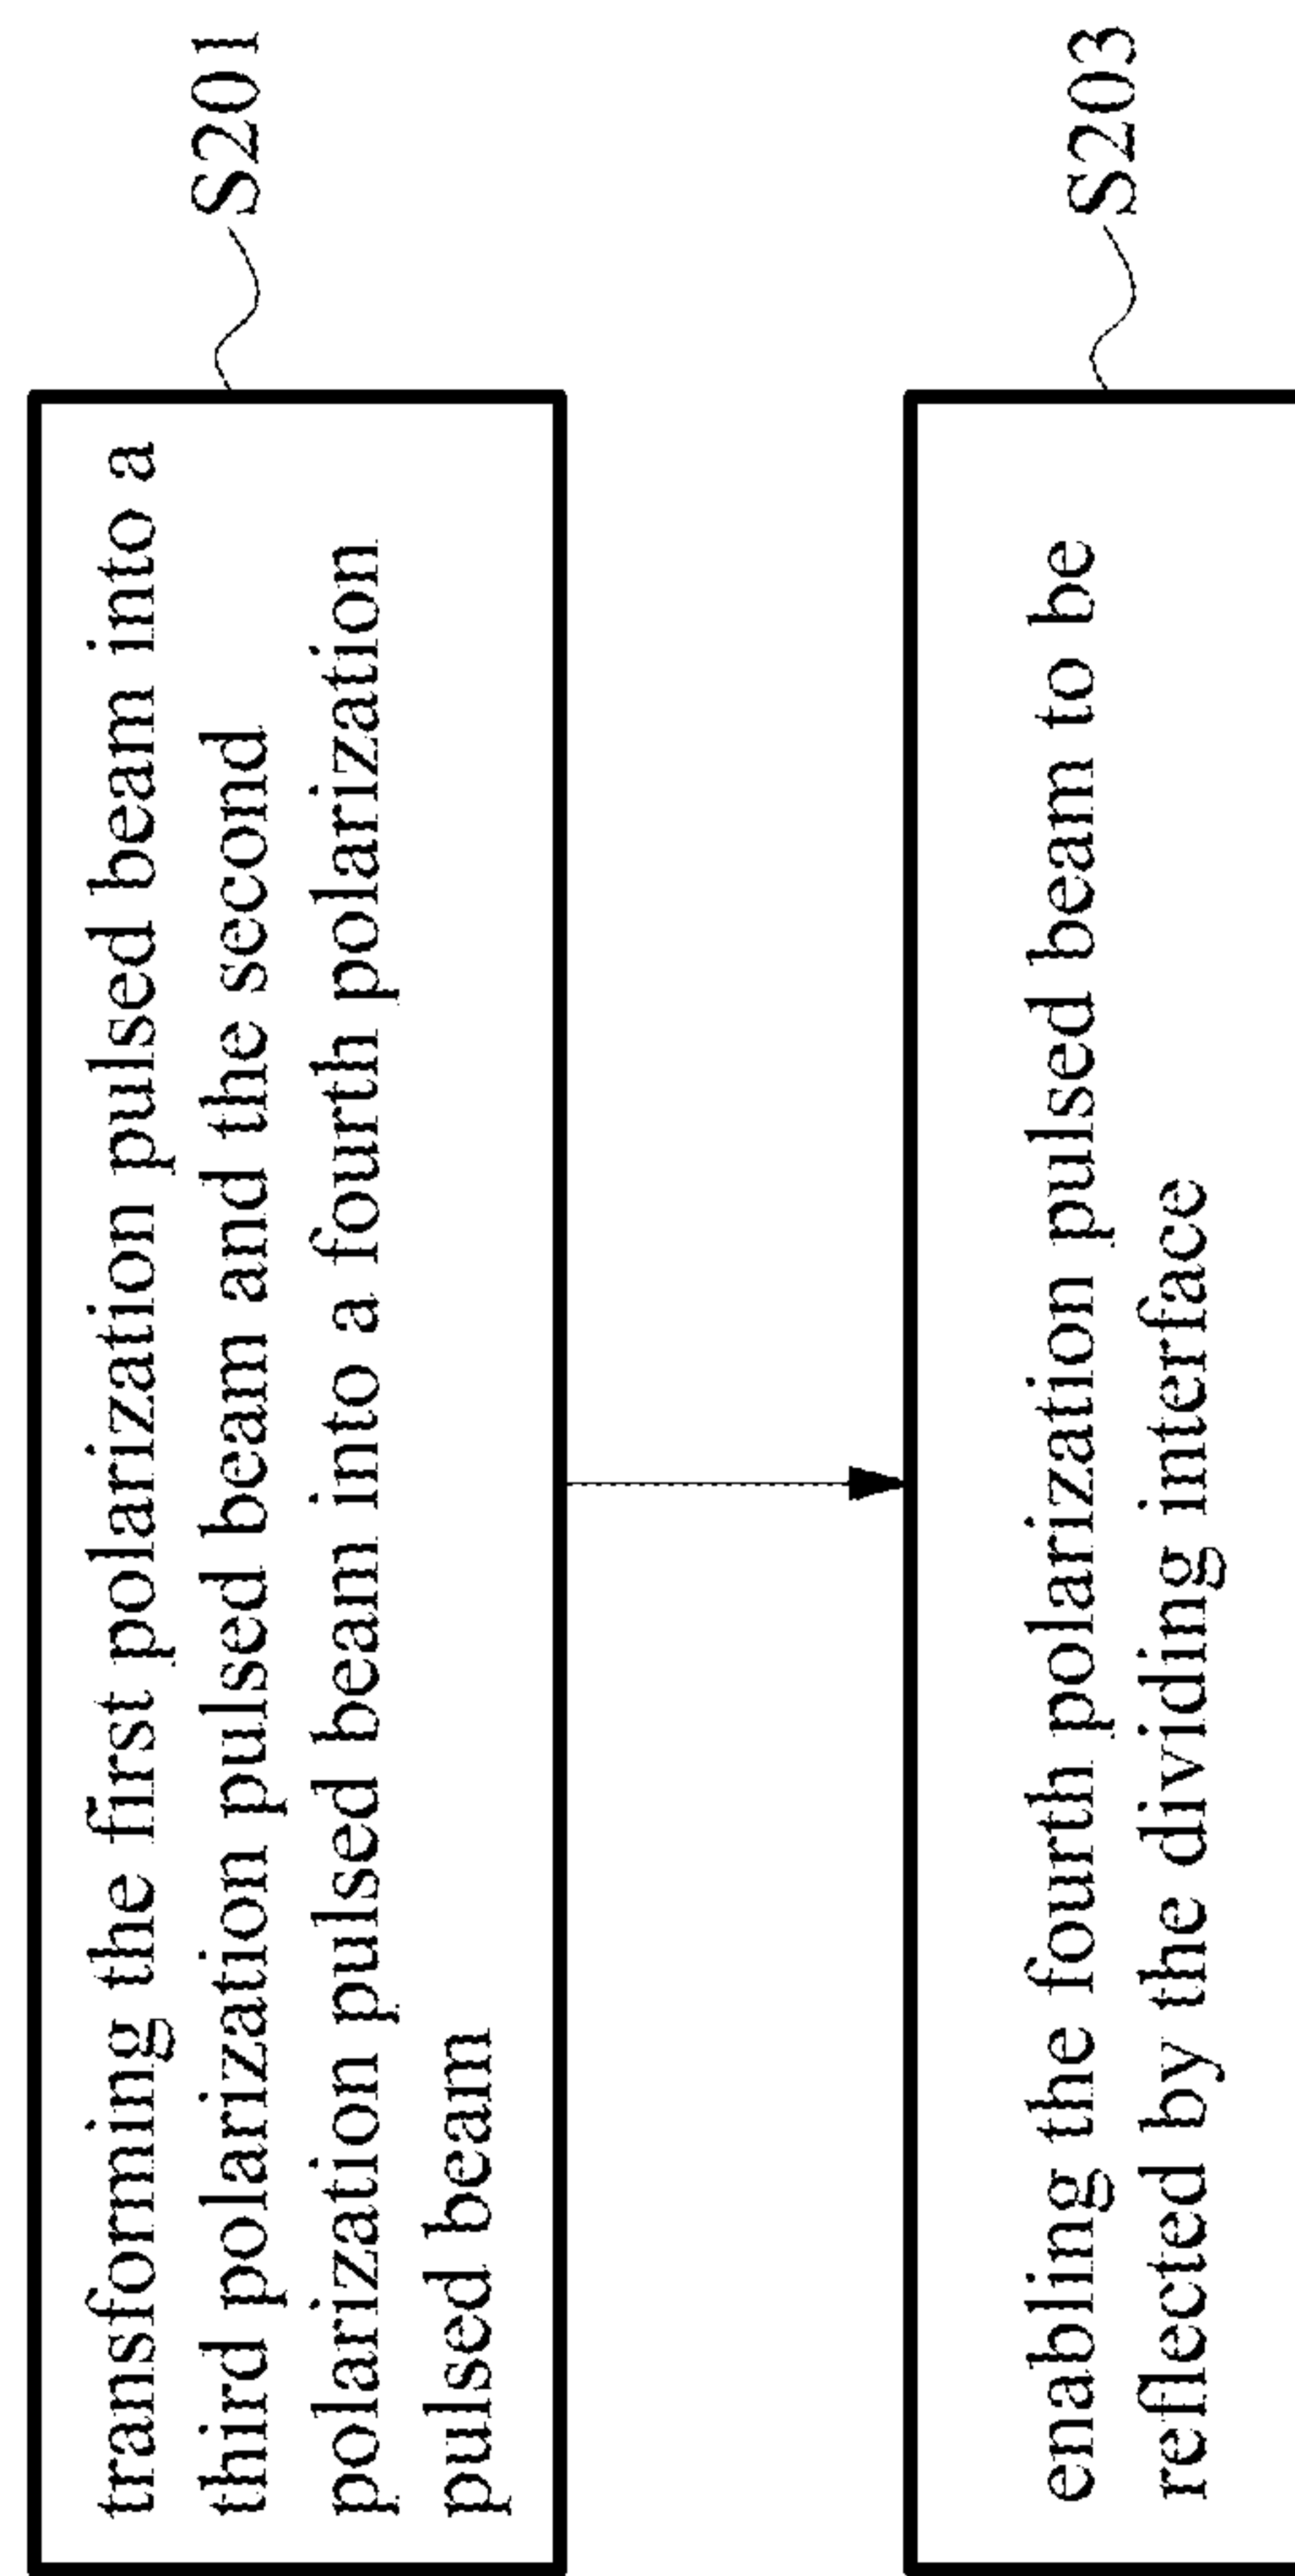 transforming the first polarization pulsed beam into a
third polarization pulsed beam and the second
polarization pulsed beam into a fourth polarization
pulsed beam
S201
enabling the fourth polarization pulsed beam to be
reflected by the dividing interface
S203